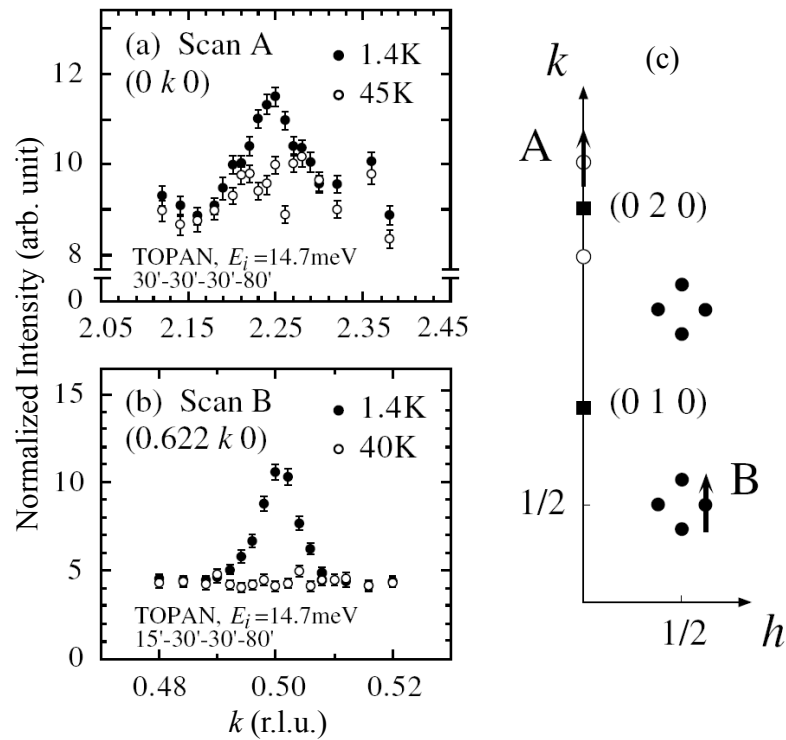 Normalized Intensity (arb. unit)
(a) Scan A
(0 k 0)
1.4K
45K
12
10
8
0
TOPAN, Ei =14.7meV
30'-30'-30'-80'
2.05 2.15 2.25 2.35 2.45
(b) Scan B
(0.622 k 0)
1.4K
40K
15
10
5
0
TOPAN, Ei =14.7meV
15'-30'-30'-80'
0.48 0.50 0.52
k (r.l.u.)
(c)
k
A
(0 2 0)
(0 1 0)
B
1/2
1/2
h